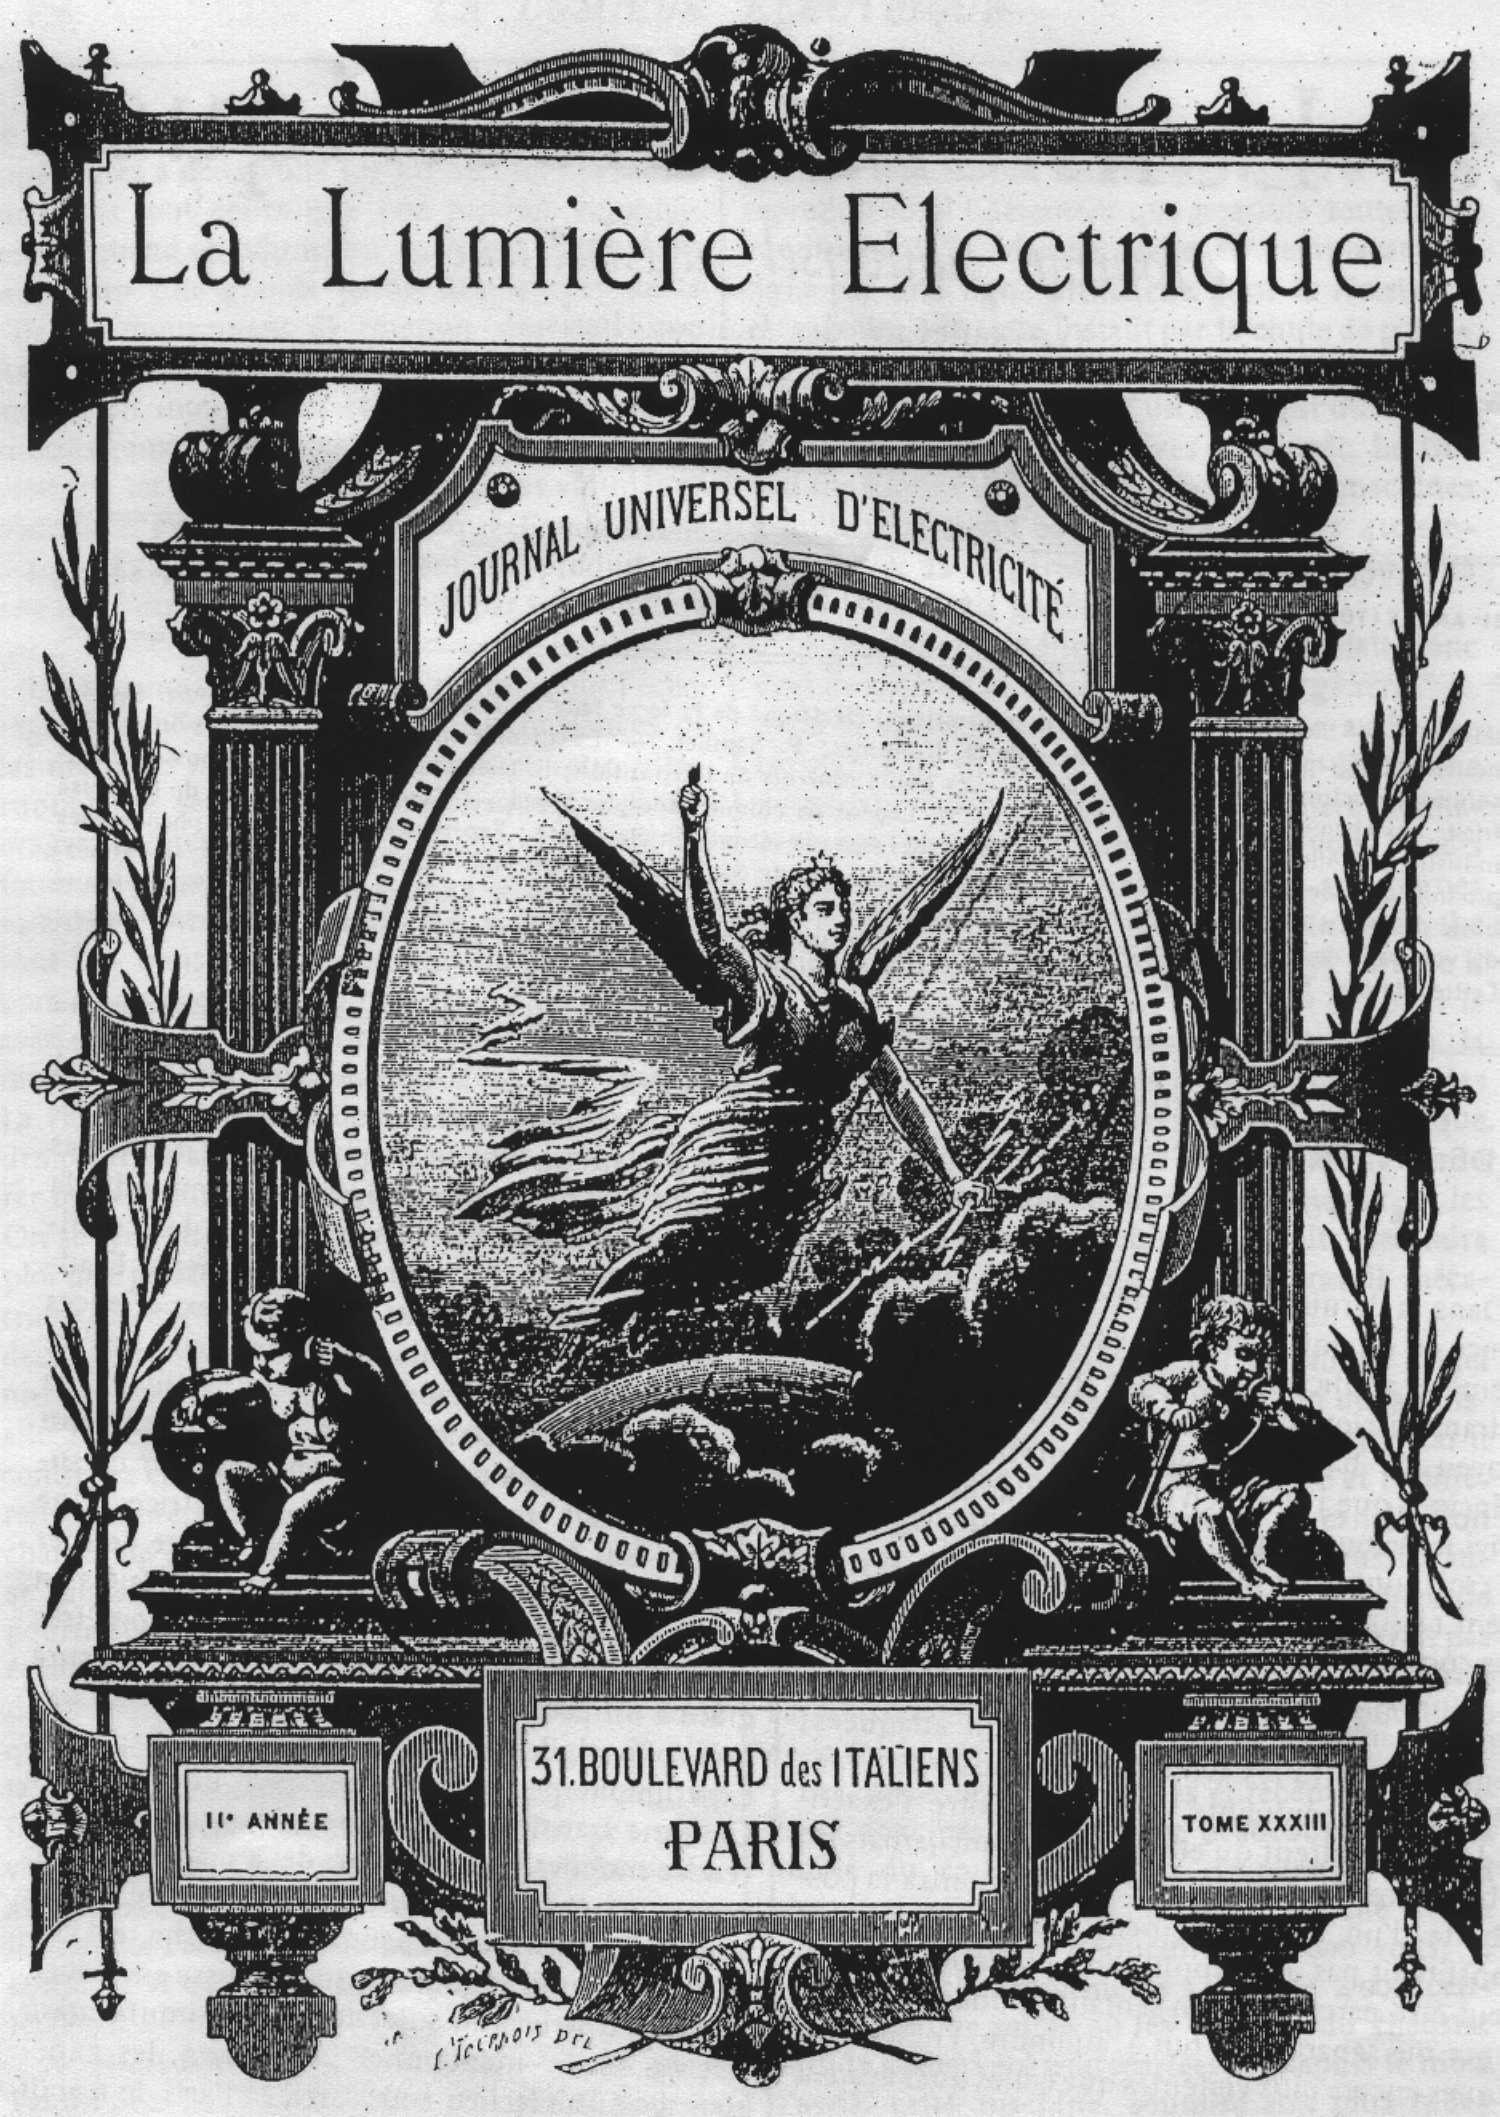 La Lumière Electrique
JOURNAL UNIVERSEL D'ELECTRICITÉ
31. BOULEVARD des ITALIENS
PARIS
11e ANNÉE
TOME XXXIII